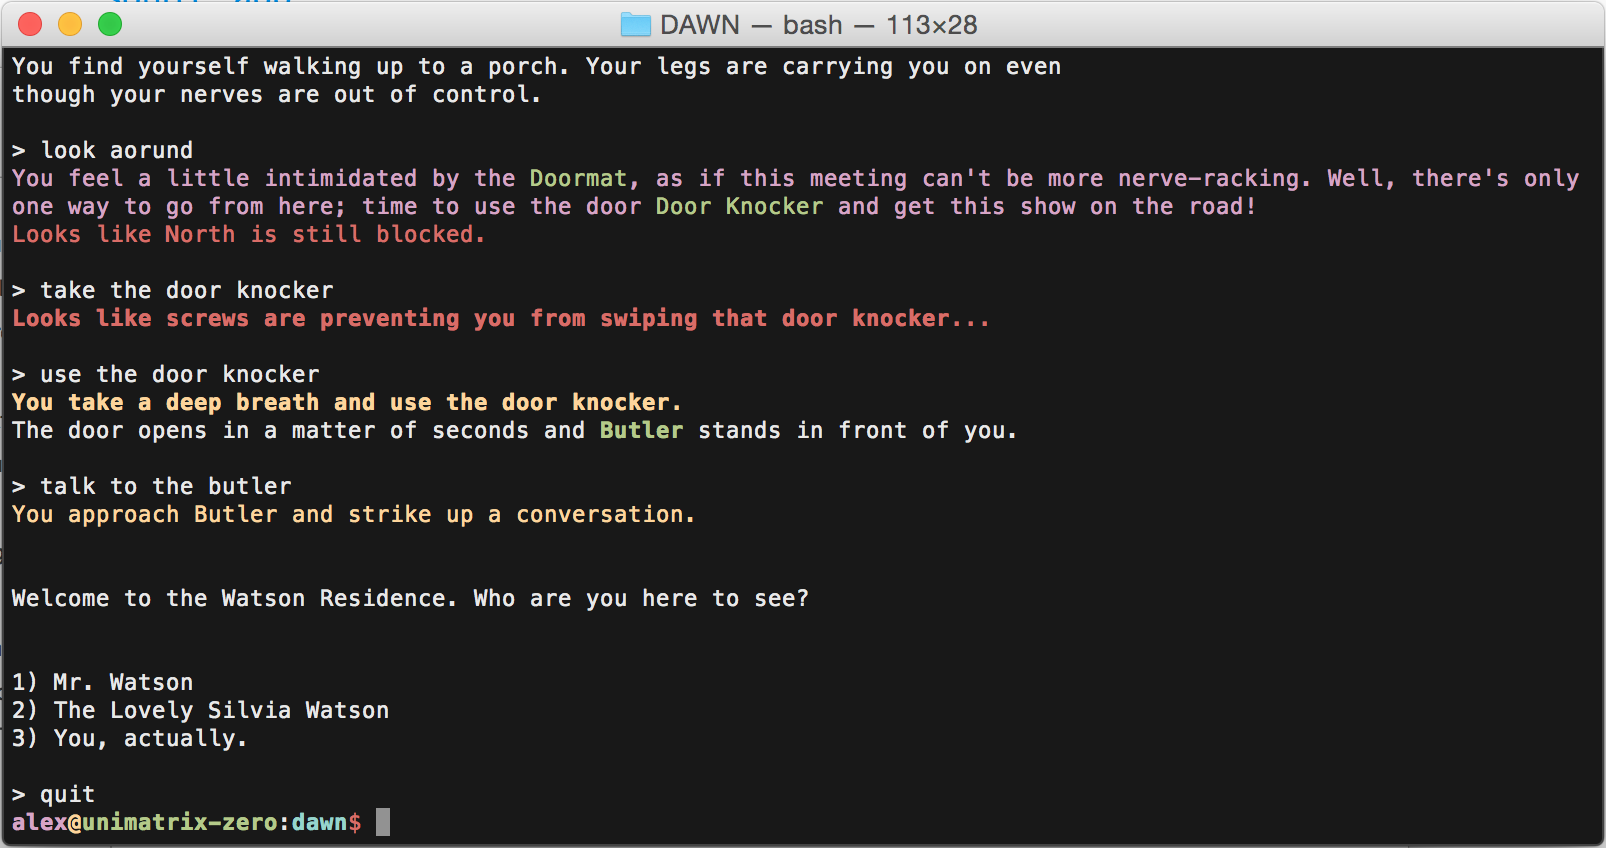 DAWN — bash — 113×28
You find yourself walking up to a porch. Your legs are carrying you on even
though your nerves are out of control.
> look aorund
You feel a little intimidated by the Doormat, as if this meeting can't be more nerve-racking. Well, there's only
one way to go from here; time to use the door Door Knocker and get this show on the road!
Looks like North is still blocked.
> take the door knocker
Looks like screws are preventing you from swiping that door knocker...
> use the door knocker
You take a deep breath and use the door knocker.
The door opens in a matter of seconds and Butler stands in front of you.
> talk to the butler
You approach Butler and strike up a conversation.
Welcome to the Watson Residence. Who are you here to see?
1) Mr. Watson
2) The Lovely Silvia Watson
3) You, actually.
> quit
alex@unimatrix-zero:dawn$